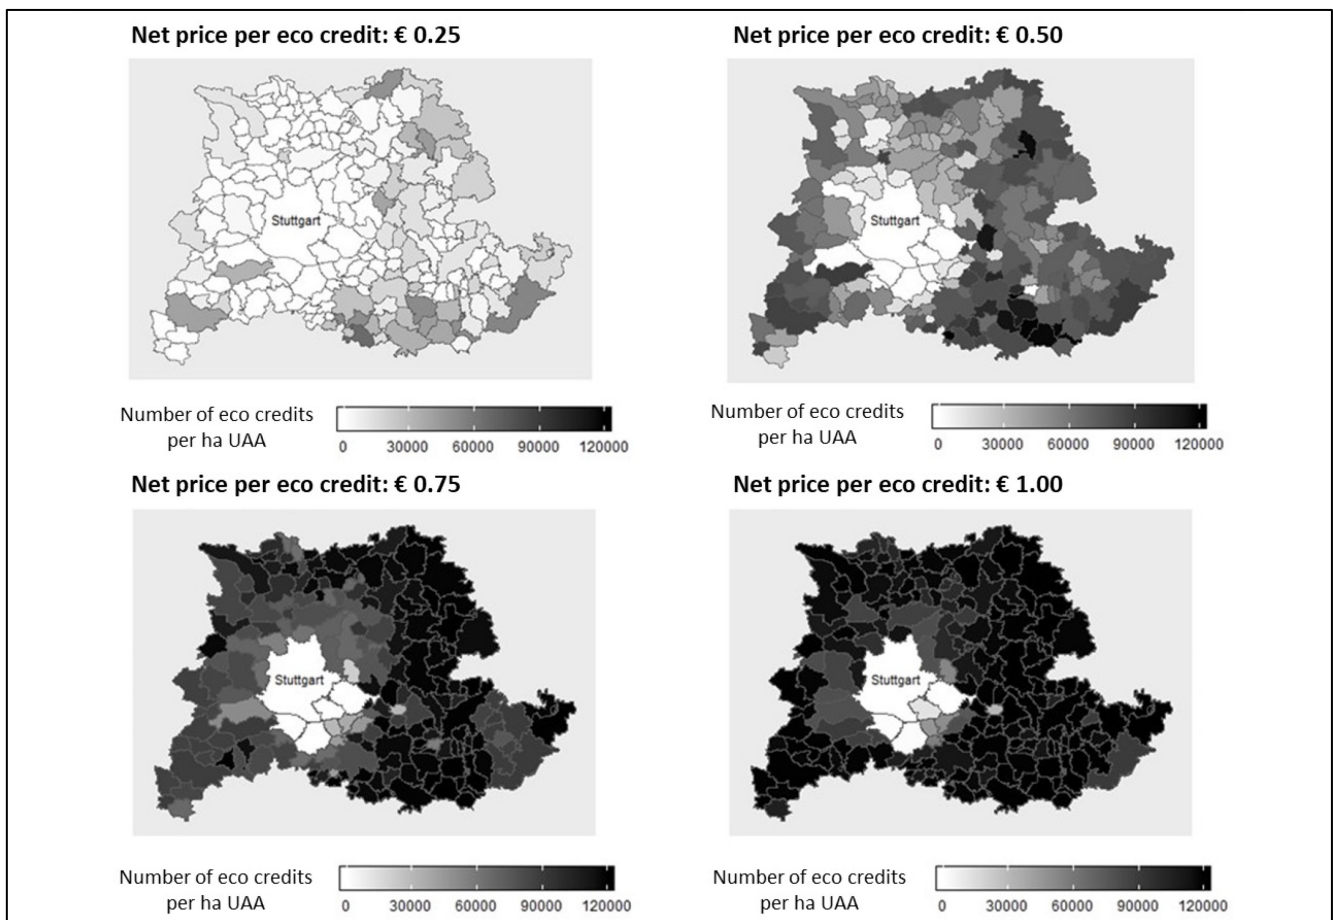 Net price per eco credit: € 0.25
Net price per eco credit: € 0.50
Stuttgart
Stuttgart
Number of eco credits
per ha UAA
0 30000 60000 90000 120000
Number of eco credits
per ha UAA
0 30000 60000 90000 120000
Net price per eco credit: € 0.75
Net price per eco credit: € 1.00
Stuttgart
Stuttgart
Number of eco credits
per ha UAA
0 30000 60000 90000 120000
Number of eco credits
per ha UAA
0 30000 60000 90000 120000